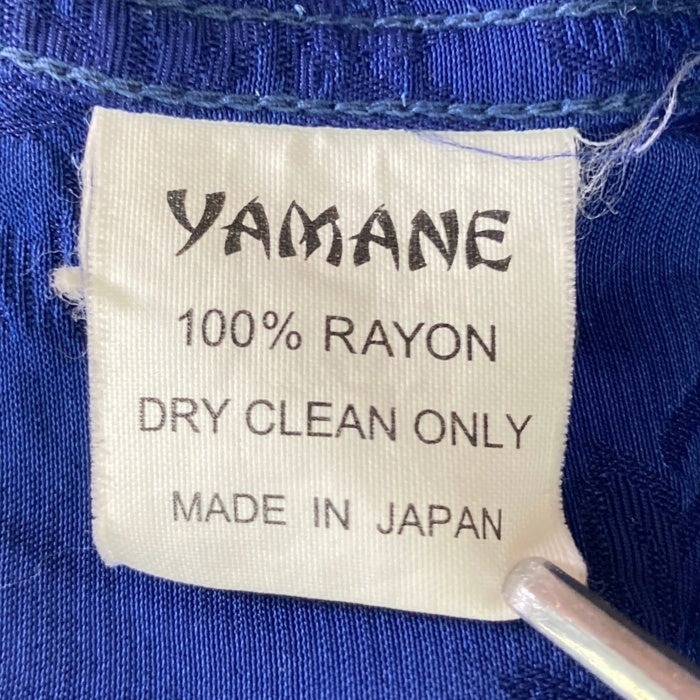 YAMANE
100% RAYON
DRY CLEAN ONLY
MADE IN JAPAN